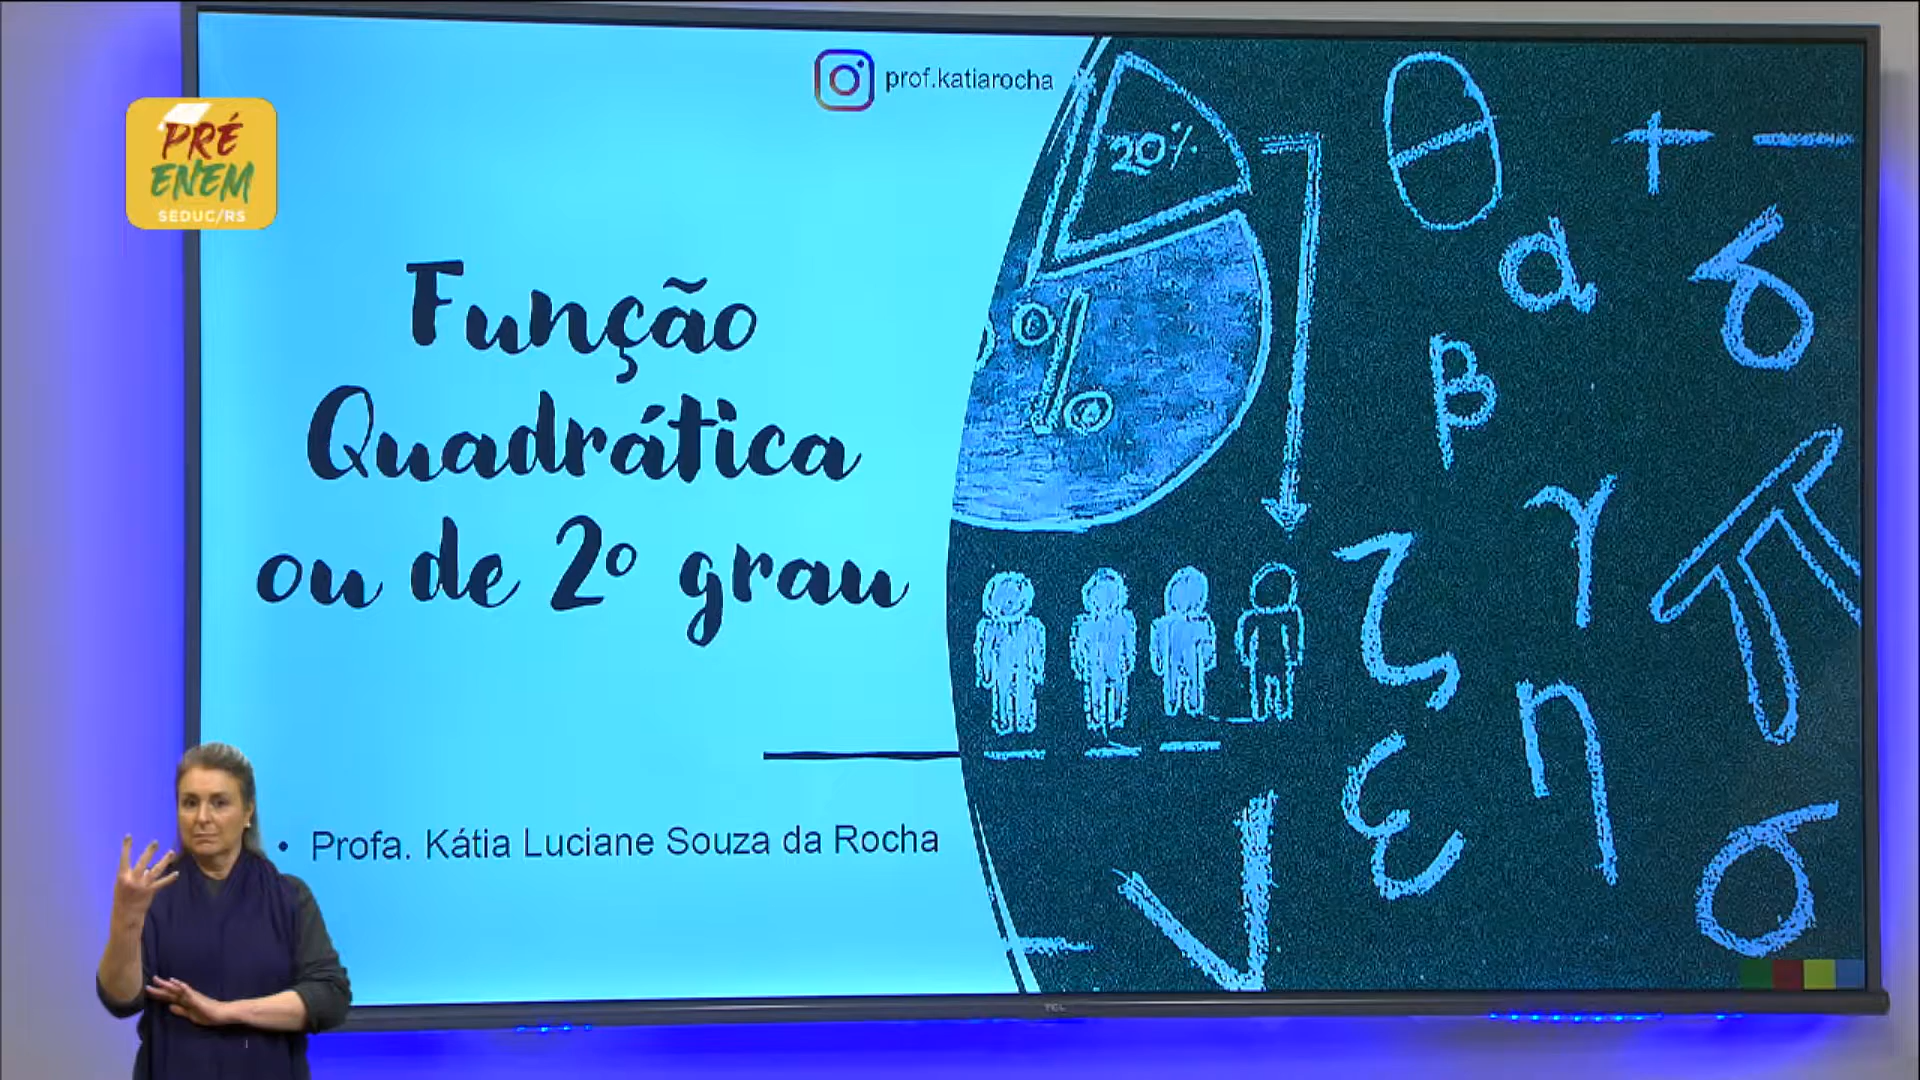 prof.katiarocha
PRÉ
ENEM
SEDUC/RS
20%
%
Função
Quadrática
ou de 2º grau
• Profa. Kátia Luciane Souza da Rocha
θ + −
α δ
β
γ π
ζ
η
ε
σ
TCL